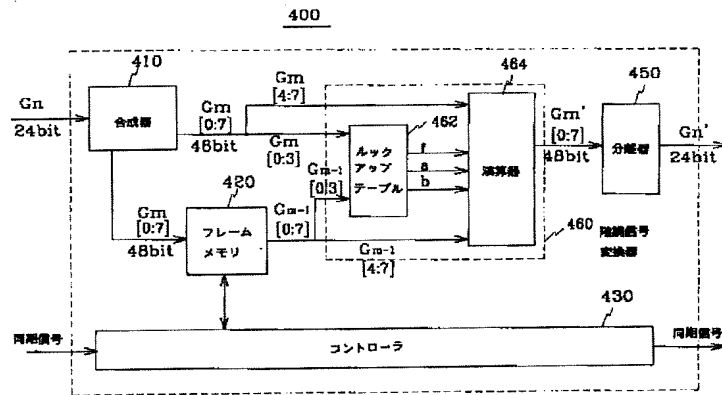 400
410
464
450
Gn
24bit
合成器
Gm
[0:7]
48bit
Gm
[4:7]
Gm
[0:3]
Gm-1
[0:3]
462
ルック
アップ
テーブル
f
a
b
演算器
Gm'
[0:7]
48bit
分離器
Gn'
24bit
Gm
[0:7]
48bit
420
フレーム
メモリ
Gm-1
[0:7]
Gm-1
[4:7]
460
階調信号
変換器
430
同期信号
コントローラ
同期信号